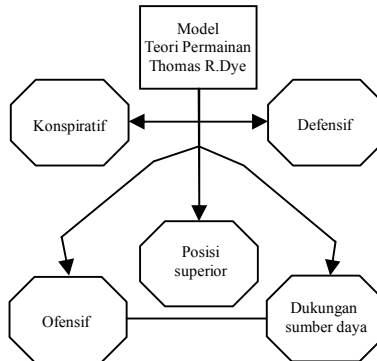 Model
Teori Permainan
Thomas R.Dye
Konspiratif
Defensif
Posisi
superior
Ofensif
Dukungan
sumber daya